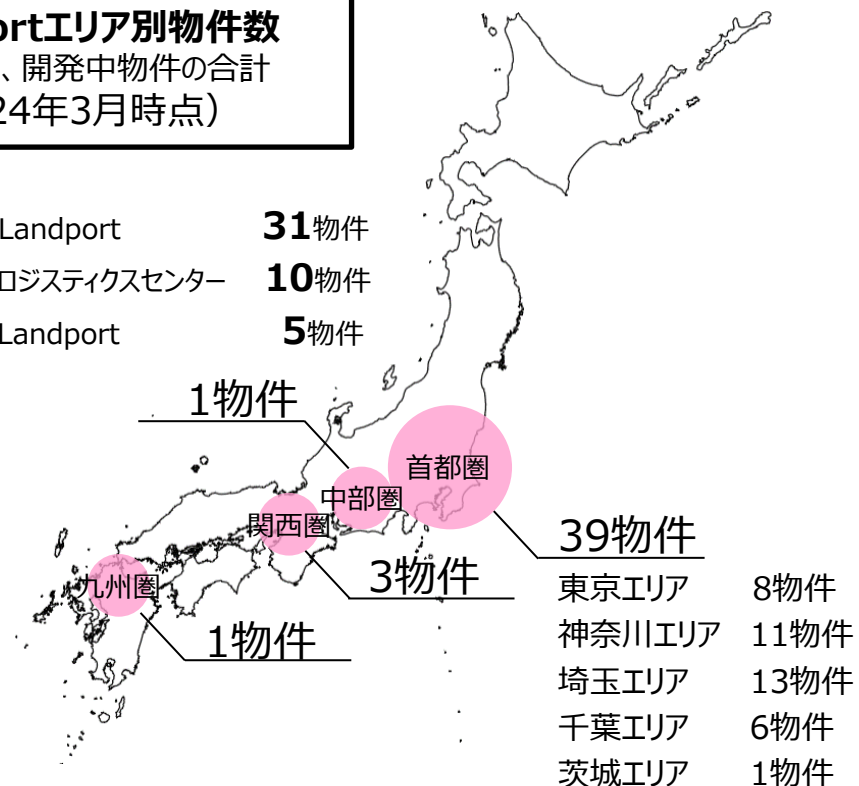 ortエリア別物件数
、開発中物件の合計
24年3月時点）
Landport 31物件
ロジスティクスセンター 10物件
Landport 5物件
1物件
首都圏
中部圏
関西圏
39物件
3物件
九州圏
東京エリア 8物件
神奈川エリア 11物件
1物件
埼玉エリア 13物件
千葉エリア 6物件
茨城エリア 1物件